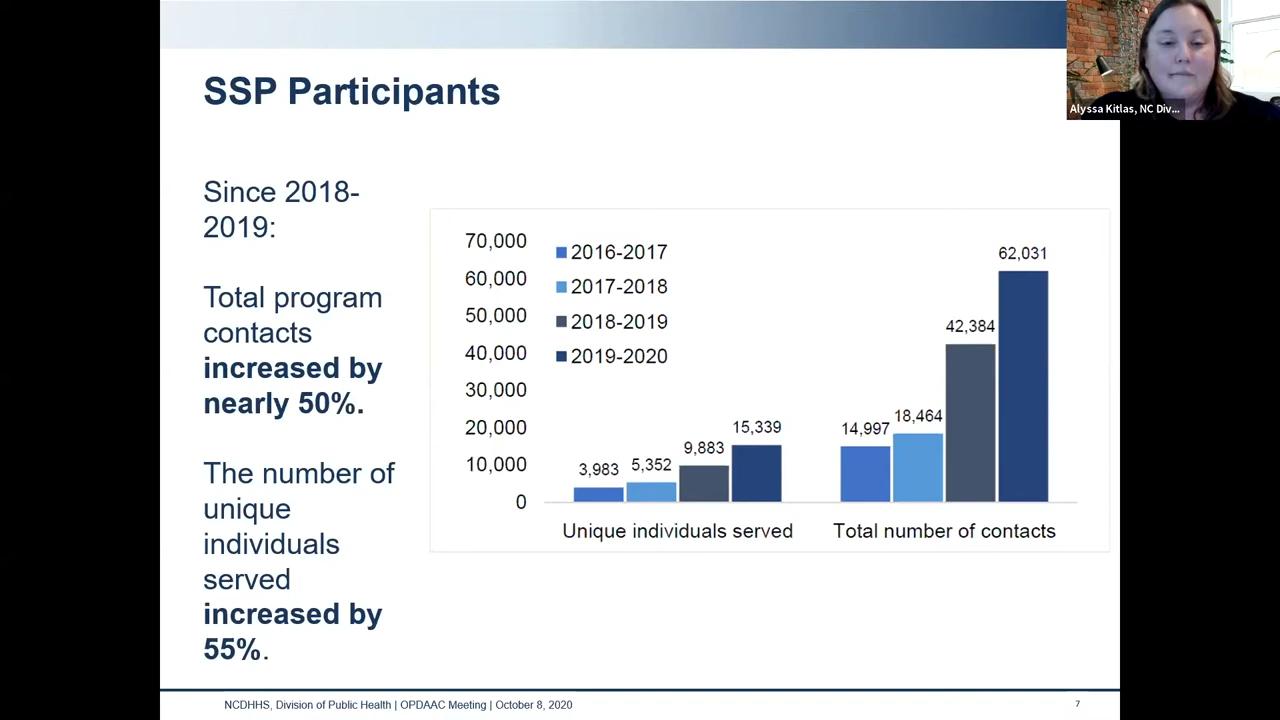 SSP Participants
Alyssa Kitlas, NC Div...
Since 2018-
2019:
Total program
contacts
increased by
nearly 50%.
The number of
unique
individuals
served
increased by
55%.
70,000
60,000
50,000
40,000
30,000
20,000
10,000
0
2016-2017
2017-2018
2018-2019
2019-2020
3,983
5,352
9,883
15,339
14,997
18,464
42,384
62,031
Unique individuals served
Total number of contacts
NCDHHS, Division of Public Health | OPDAAC Meeting | October 8, 2020
7